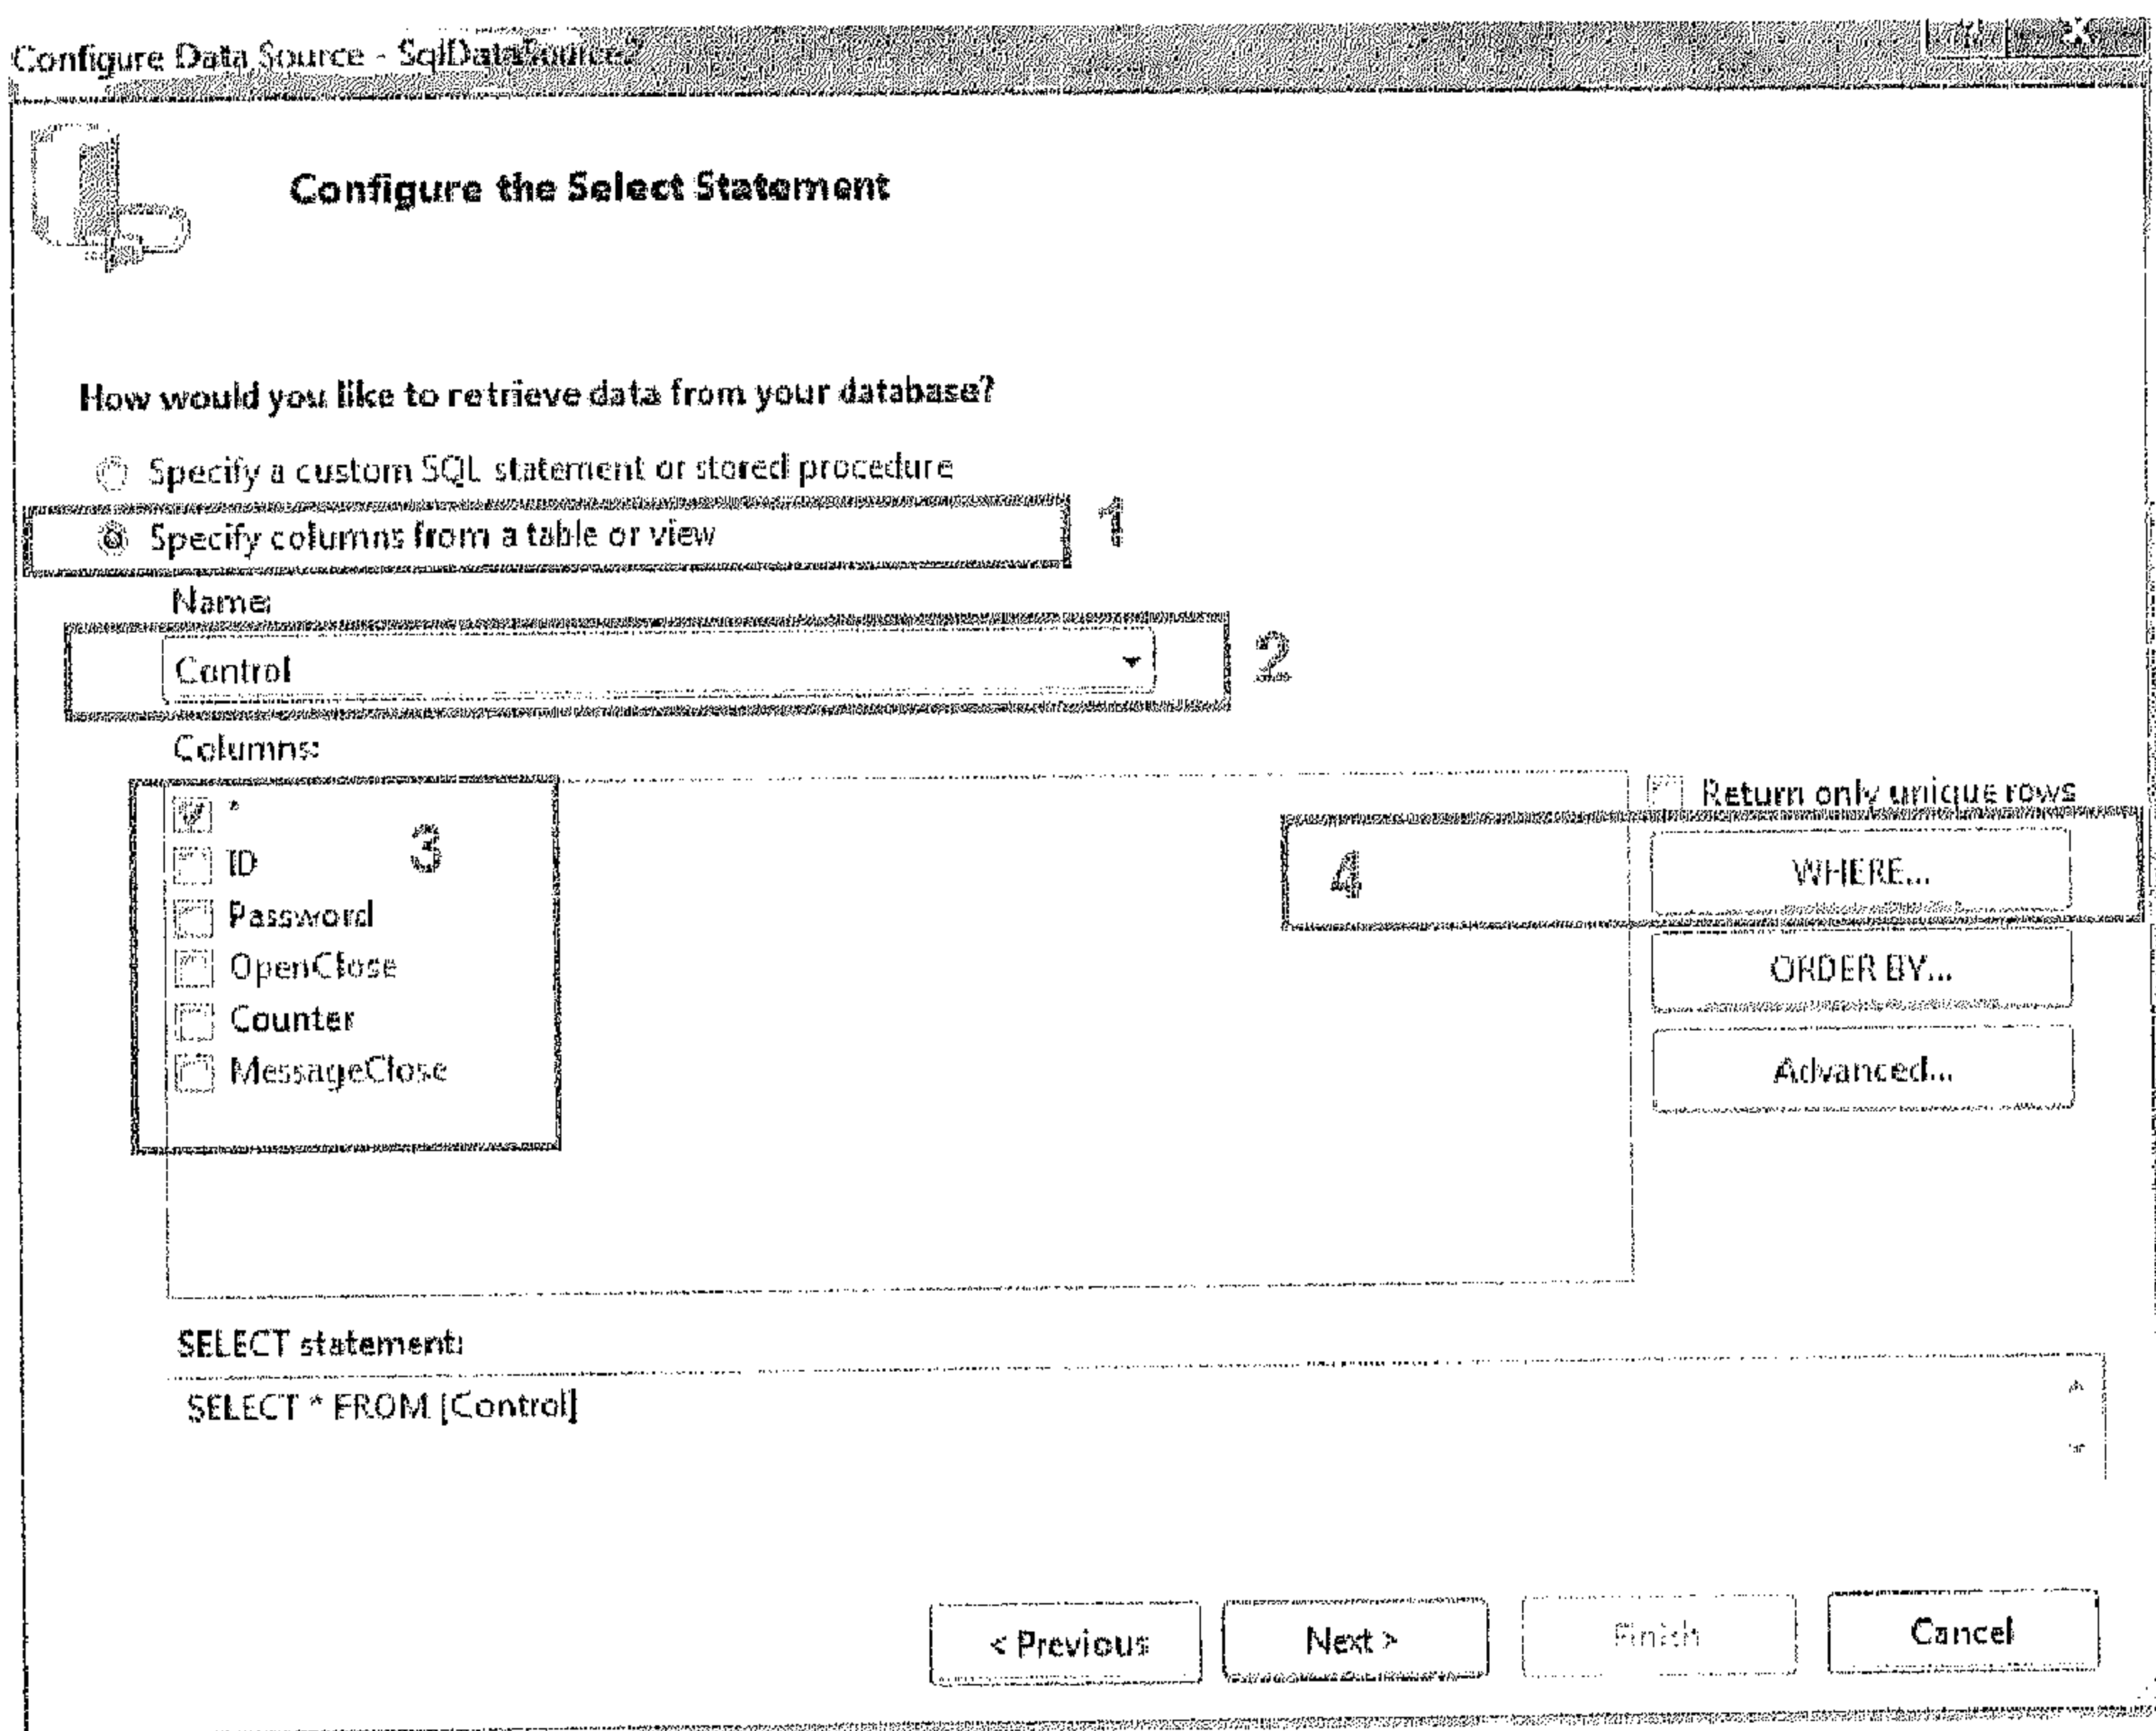 Configure Data Source - SqlDataSource2
Configure the Select Statement
How would you like to retrieve data from your database?
Specify a custom SQL statement or stored procedure
Specify columns from a table or view
1
Name:
Control
2
Columns:
*
ID
Password
OpenClose
Counter
MessageClose
3
Return only unique rows
4
WHERE...
ORDER BY...
Advanced...
SELECT statement:
SELECT * FROM [Control]
< Previous
Next >
Finish
Cancel